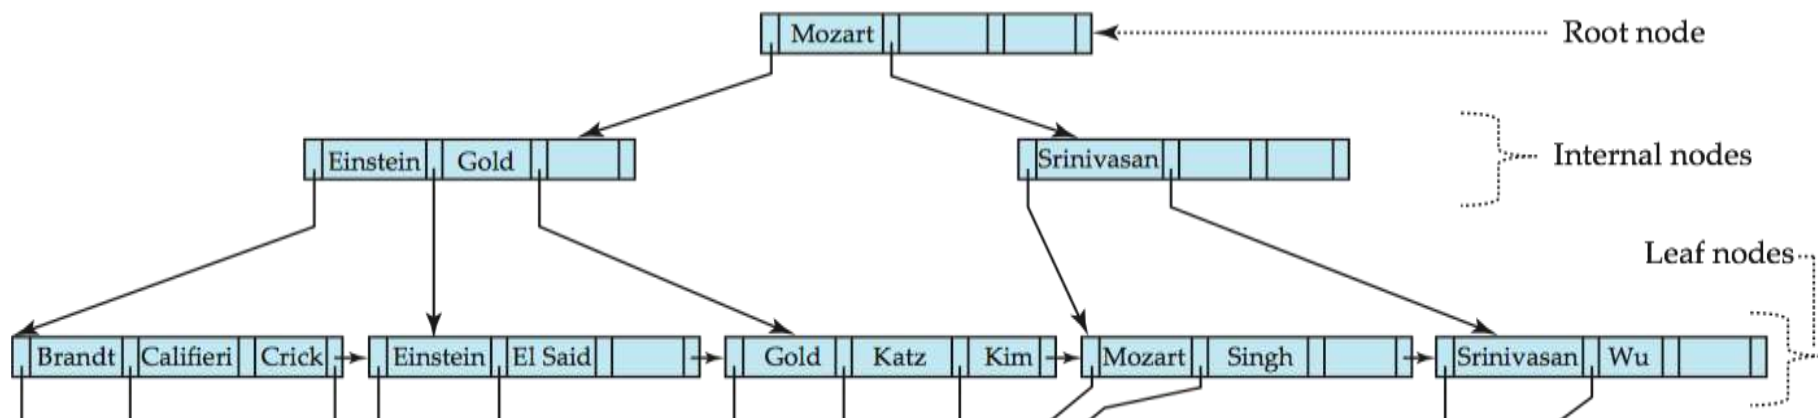 Mozart
Root node
Einstein Gold
Srinivasan
Internal nodes
Leaf nodes
Brandt Califieri Crick Einstein El Said Gold Katz Kim Mozart Singh Srinivasan Wu